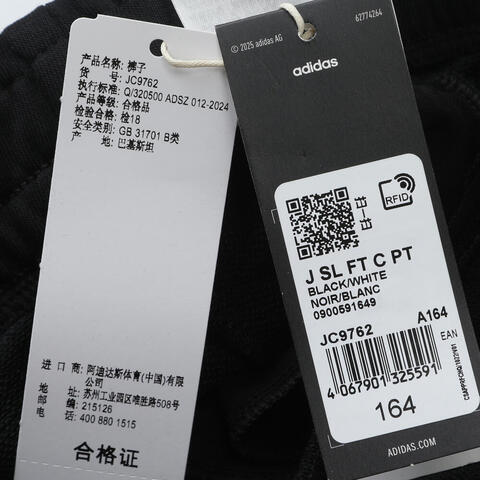 产品名称: 裤子
货 号: JC9762
执行标准: Q/320500 ADSZ 012-2024
产品等级: 合格品
检验合格: 检18
安全类别: GB 31701 B类
产 地: 巴基斯坦
进 口 商: 阿迪达斯体育(中国)有限
公司
地 址: 苏州工业园区唯胜路508号
邮 编: 215126
电 话: 400 880 1515
合格证
© 2025 adidas AG
62774264
adidas
RFID
J SL FT C PT
BLACK/WHITE
NOIR/BLANC
0900591649
JC9762 A164
EAN
4 067901 325591
164
ADIDAS.COM